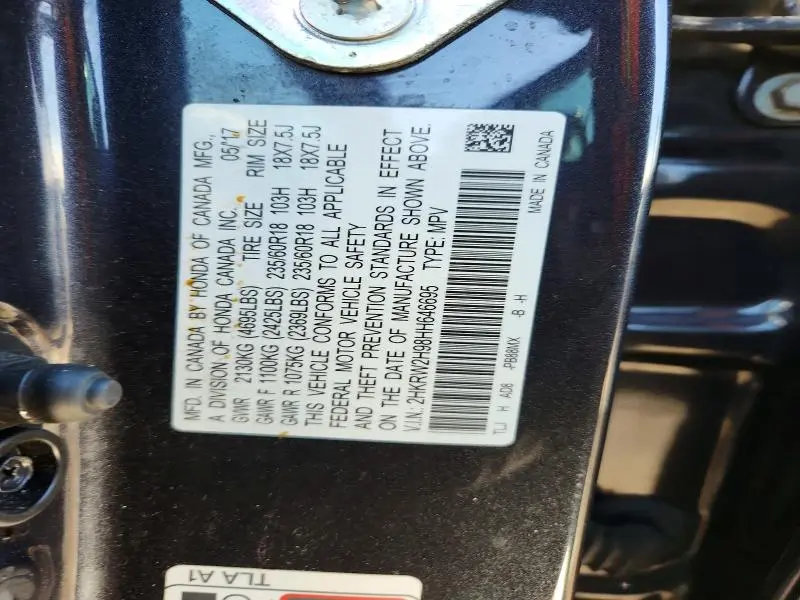 MFD. IN CANADA BY HONDA OF CANADA MFG.,
A DIVISION OF HONDA CANADA INC. 05/17
GVWR 2130KG (4695LBS) TIRE SIZE RIM SIZE
GAWR F 1100KG (2425LBS) 235/60R18 103H 18X7.5J
GAWR R 1075KG (2369LBS) 235/60R18 103H 18X7.5J
THIS VEHICLE CONFORMS TO ALL APPLICABLE
FEDERAL MOTOR VEHICLE SAFETY
AND THEFT PREVENTION STANDARDS IN EFFECT
ON THE DATE OF MANUFACTURE SHOWN ABOVE.
V.I.N.: 2HKRW2H98HH646695 TYPE: MPV
TLJ H AD8 -PB88MX -B -H
MADE IN CANADA
TLA A1